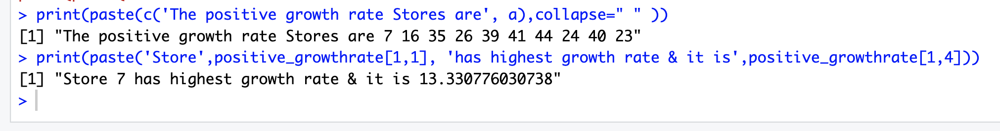 > print(paste(c('The positive growth rate Stores are', a),collapse=" " ))
[1] "The positive growth rate Stores are 7 16 35 26 39 41 44 24 40 23"
> print(paste('Store',positive_growthrate[1,1], 'has highest growth rate & it is',positive_growthrate[1,4]))
[1] "Store 7 has highest growth rate & it is 13.330776030738"
>